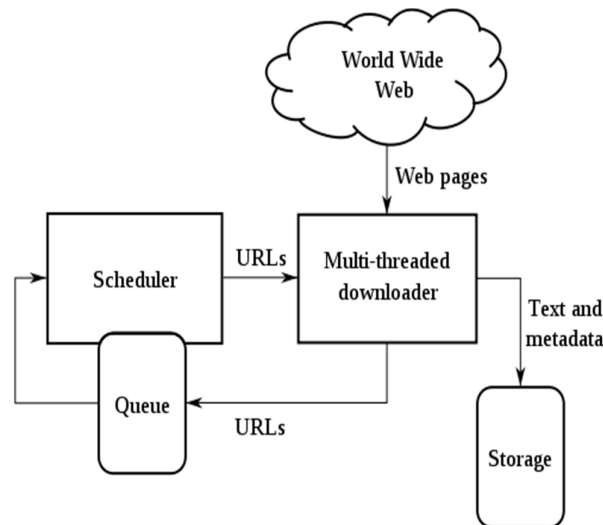 World Wide
Web
Web pages
Scheduler
URLs
Multi-threaded
downloader
Text and
metadata
Queue
URLs
Storage